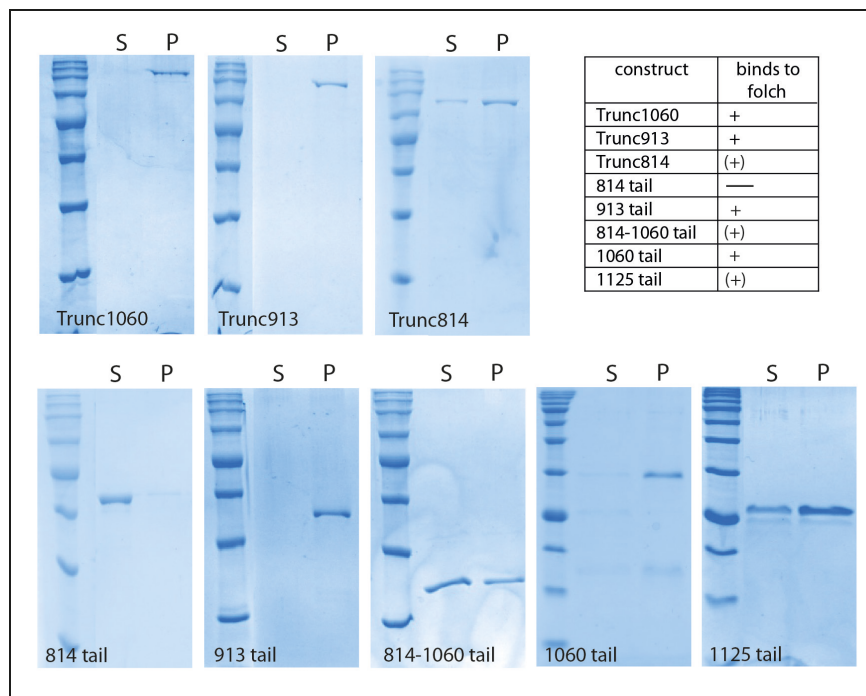 S P
S P
S P
Trunc1060
Trunc913
Trunc814
construct binds to folch
Trunc1060 +
Trunc913 +
Trunc814 (+)
814 tail —
913 tail +
814-1060 tail (+)
1060 tail +
1125 tail (+)
S P
S P
S P
S P
S P
814 tail
913 tail
814-1060 tail
1060 tail
1125 tail